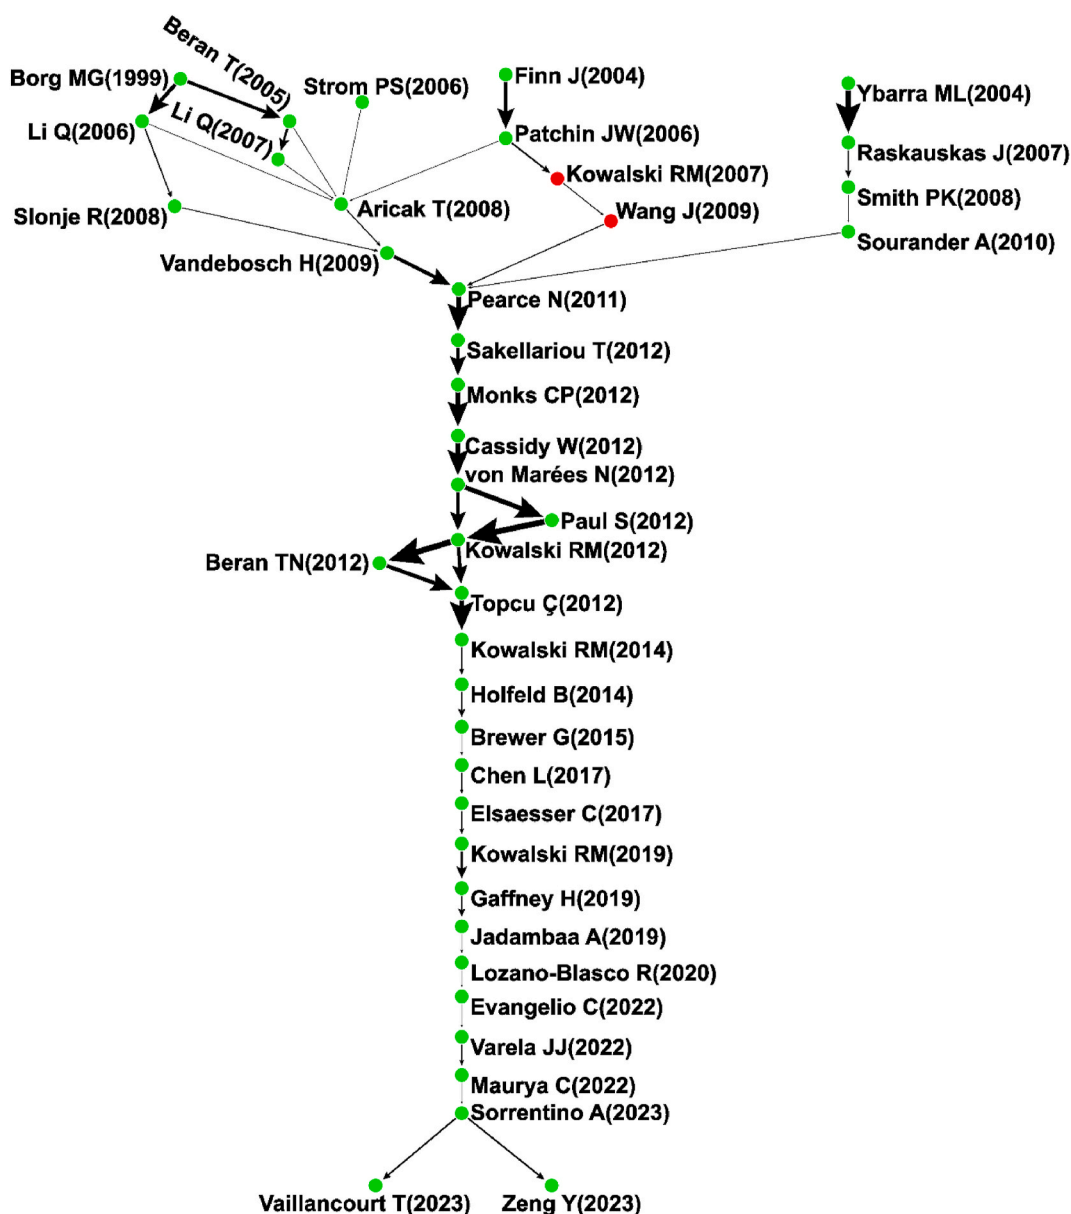 Beran T(2005)
Borg MG(1999)
Strom PS(2006)
Finn J(2004)
Ybarra ML(2004)
Li Q(2006)
Li Q(2007)
Patchin JW(2006)
Raskauskas J(2007)
Kowalski RM(2007)
Smith PK(2008)
Slonje R(2008)
Aricak T(2008)
Wang J(2009)
Sourander A(2010)
Vandebosch H(2009)
Pearce N(2011)
Sakellariou T(2012)
Monks CP(2012)
Cassidy W(2012)
von Marées N(2012)
Paul S(2012)
Kowalski RM(2012)
Beran TN(2012)
Topcu Ç(2012)
Kowalski RM(2014)
Holfeld B(2014)
Brewer G(2015)
Chen L(2017)
Elsaesser C(2017)
Kowalski RM(2019)
Gaffney H(2019)
Jadambaa A(2019)
Lozano-Blasco R(2020)
Evangelio C(2022)
Varela JJ(2022)
Maurya C(2022)
Sorrentino A(2023)
Vaillancourt T(2023)
Zeng Y(2023)